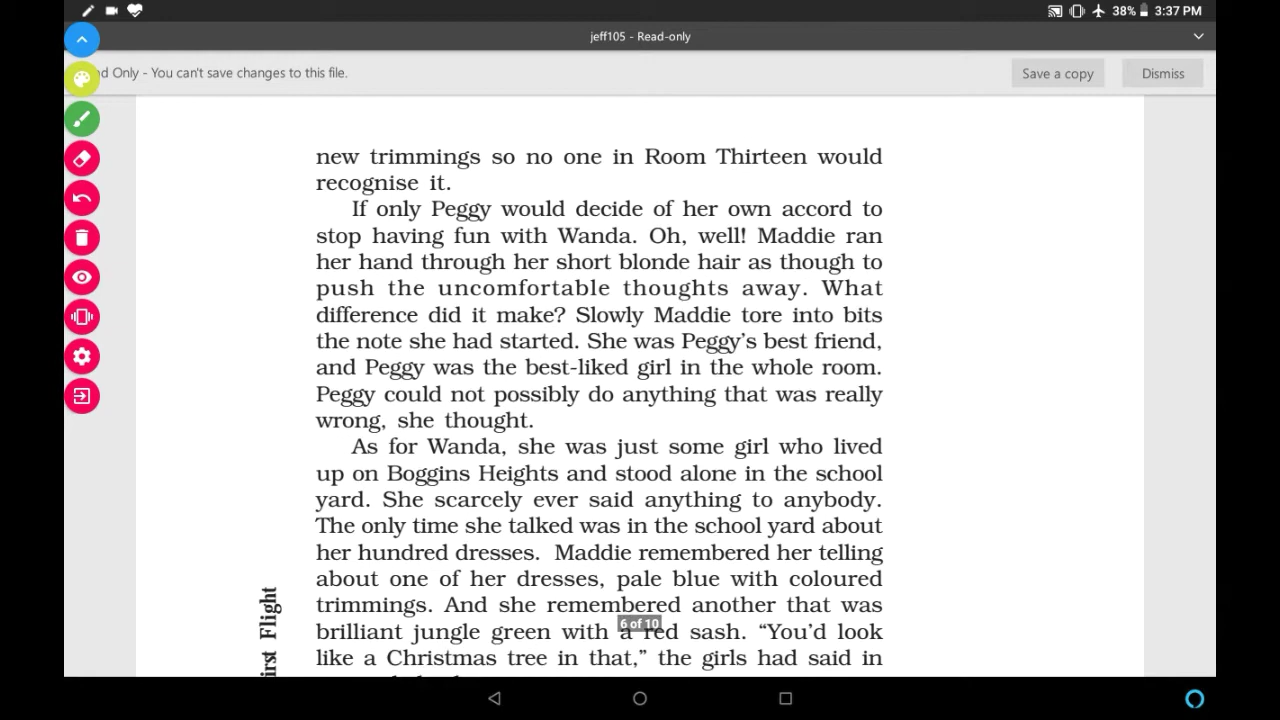 38% 3:37 PM
jeff105 - Read-only
d Only - You can't save changes to this file.
Save a copy
Dismiss
new trimmings so no one in Room Thirteen would
recognise it.
If only Peggy would decide of her own accord to
stop having fun with Wanda. Oh, well! Maddie ran
her hand through her short blonde hair as though to
push the uncomfortable thoughts away. What
difference did it make? Slowly Maddie tore into bits
the note she had started. She was Peggy's best friend,
and Peggy was the best-liked girl in the whole room.
Peggy could not possibly do anything that was really
wrong, she thought.
As for Wanda, she was just some girl who lived
up on Boggins Heights and stood alone in the school
yard. She scarcely ever said anything to anybody.
The only time she talked was in the school yard about
her hundred dresses. Maddie remembered her telling
about one of her dresses, pale blue with coloured
trimmings. And she remembered another that was
brilliant jungle green with a red sash. “You'd look
like a Christmas tree in that,” the girls had said in
6 of 10
irst Flight